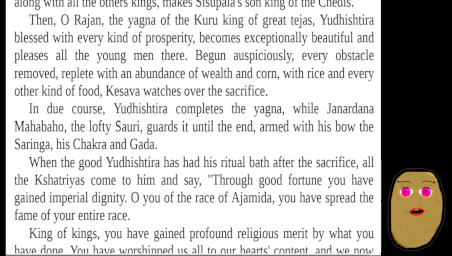 along with all the others kings, makes Sisupala's son king of the Chedis.
Then, O Rajan, the yagna of the Kuru king of great tejas, Yudhishtira
blessed with every kind of prosperity, becomes exceptionally beautiful and
pleases all the young men there. Begun auspiciously, every obstacle
removed, replete with an abundance of wealth and corn, with rice and every
other kind of food, Kesava watches over the sacrifice.
In due course, Yudhishtira completes the yagna, while Janardana
Mahabaho, the lofty Sauri, guards it until the end, armed with his bow the
Saringa, his Chakra and Gada.
When the good Yudhishtira has had his ritual bath after the sacrifice, all
the Kshatriyas come to him and say, "Through good fortune you have
gained imperial dignity. O you of the race of Ajamida, you have spread the
fame of your entire race.
King of kings, you have gained profound religious merit by what you
have done. You have worshipped us all to our hearts' content, and we now